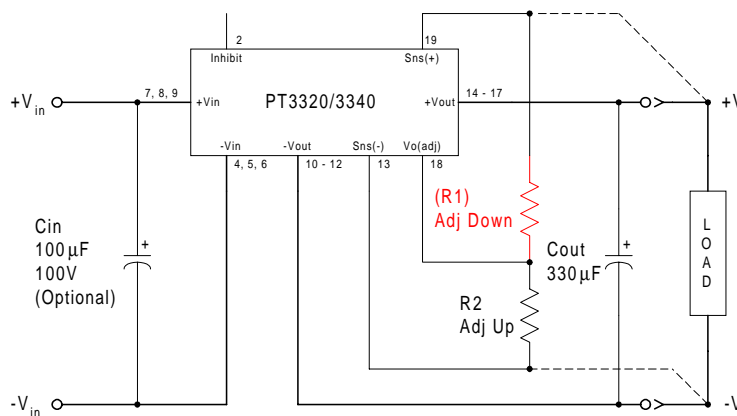 2
19
Inhibit
Sns(+)
7, 8, 9
14 - 17
+Vin
+Vin
PT3320/3340
+Vout
+V
-Vin
-Vout
Sns(-)
Vo(adj)
4, 5, 6
10 - 12
13
18
(R1)
Adj Down
Cin
100µF
100V
(Optional)
+
+
Cout
330µF
LOAD
R2
Adj Up
-Vin
-V